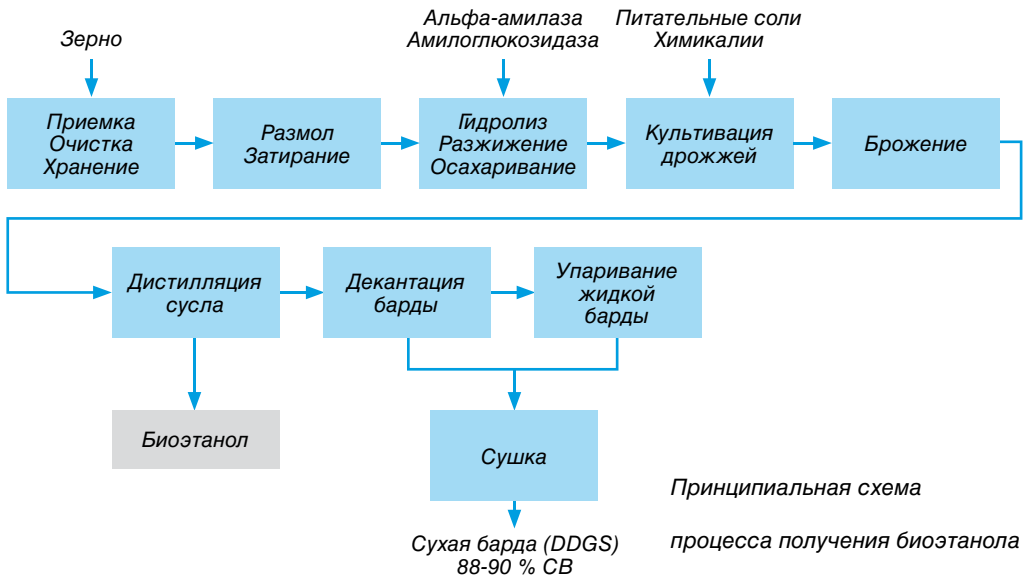 Зерно
Альфа-амилаза
Амилоглюкозидаза
Питательные соли
Химикалии
Приемка
Очистка
Хранение
Размол
Затирание
Гидролиз
Разжижение
Осахаривание
Культивация
дрожжей
Брожение
Дистилляция
сусла
Декантация
барды
Упаривание
жидкой
барды
Биоэтанол
Сушка
Сухая барда (DDGS)
88-90 % СВ
Принципиальная схема
процесса получения биоэтанола